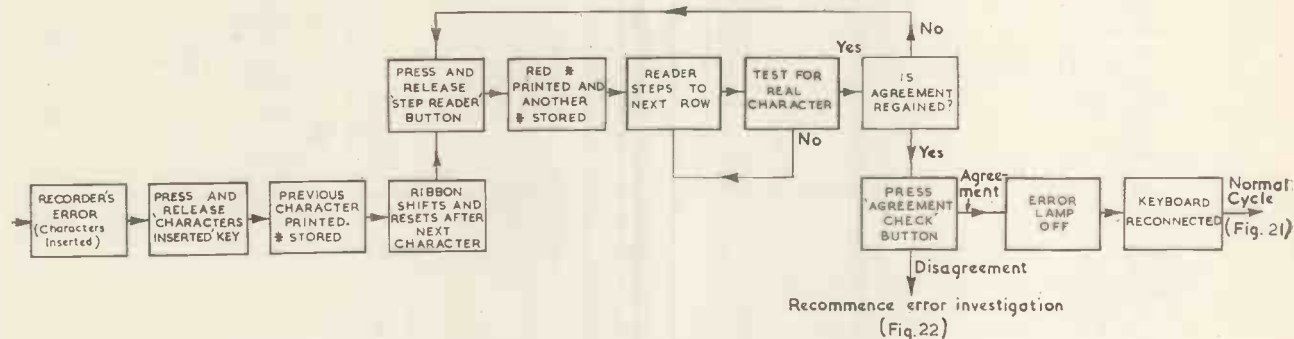 RECORDER'S
ERROR
(Characters
Inserted)
PRESS AND
RELEASE
'CHARACTERS
INSERTED' KEY
PREVIOUS
CHARACTER
PRINTED.
* STORED
RIBBON
SHIFTS AND
RESETS AFTER
NEXT
CHARACTER
PRESS AND
RELEASE
'STEP READER'
BUTTON
RED *
PRINTED AND
ANOTHER
* STORED
READER
STEPS TO
NEXT ROW
TEST FOR
REAL
CHARACTER
No
Yes
IS
AGREEMENT
REGAINED?
No
Yes
PRESS
'AGREEMENT
CHECK'
BUTTON
Agree-
ment
Disagreement
Recommence error investigation
(Fig. 22)
ERROR
LAMP
OFF
KEYBOARD
RECONNECTED
Normal
Cycle
(Fig. 21)